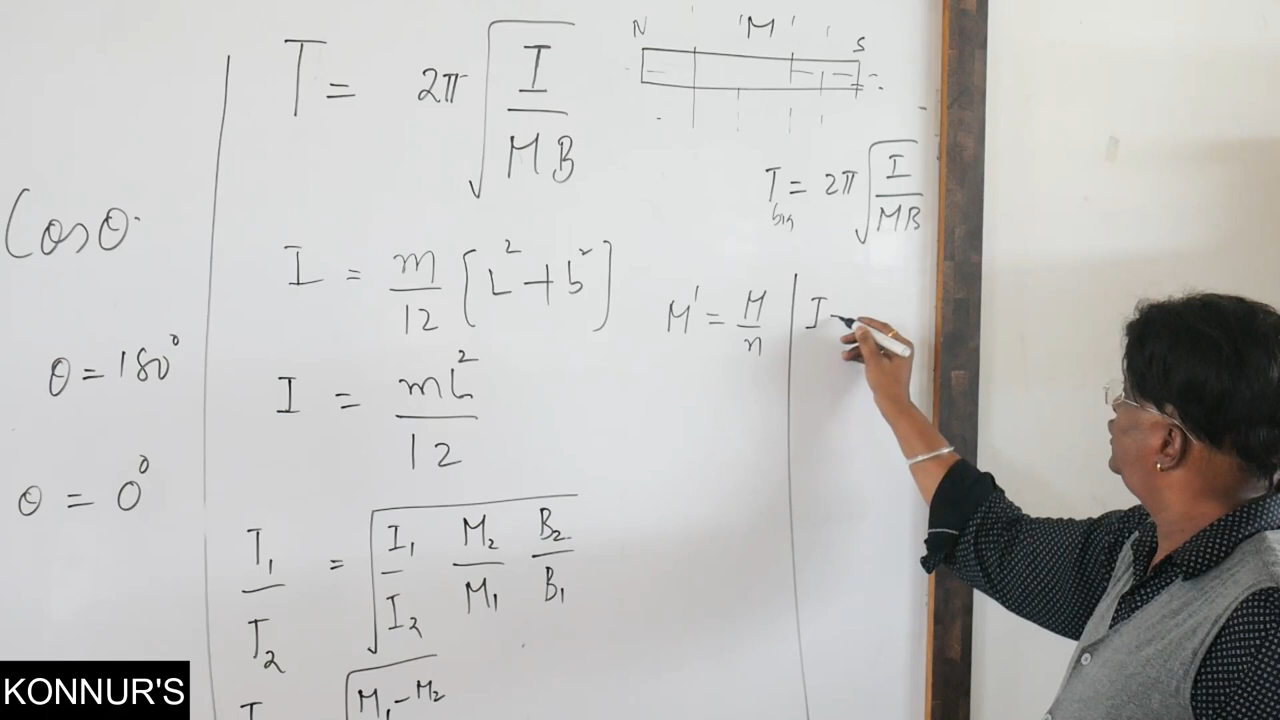 Cosθ
θ = 180°
θ = 0°
T = 2π √(I / MB)
I = m/12 [L² + b²]
I = mL²/12
T₁/T₂ = √(I₁/I₂ M₂/M₁ B₂/B₁)
M₁ - M₂
N 'M' S
T big = 2π √(I / MB)
M' = M/n
I -
KONNUR'S